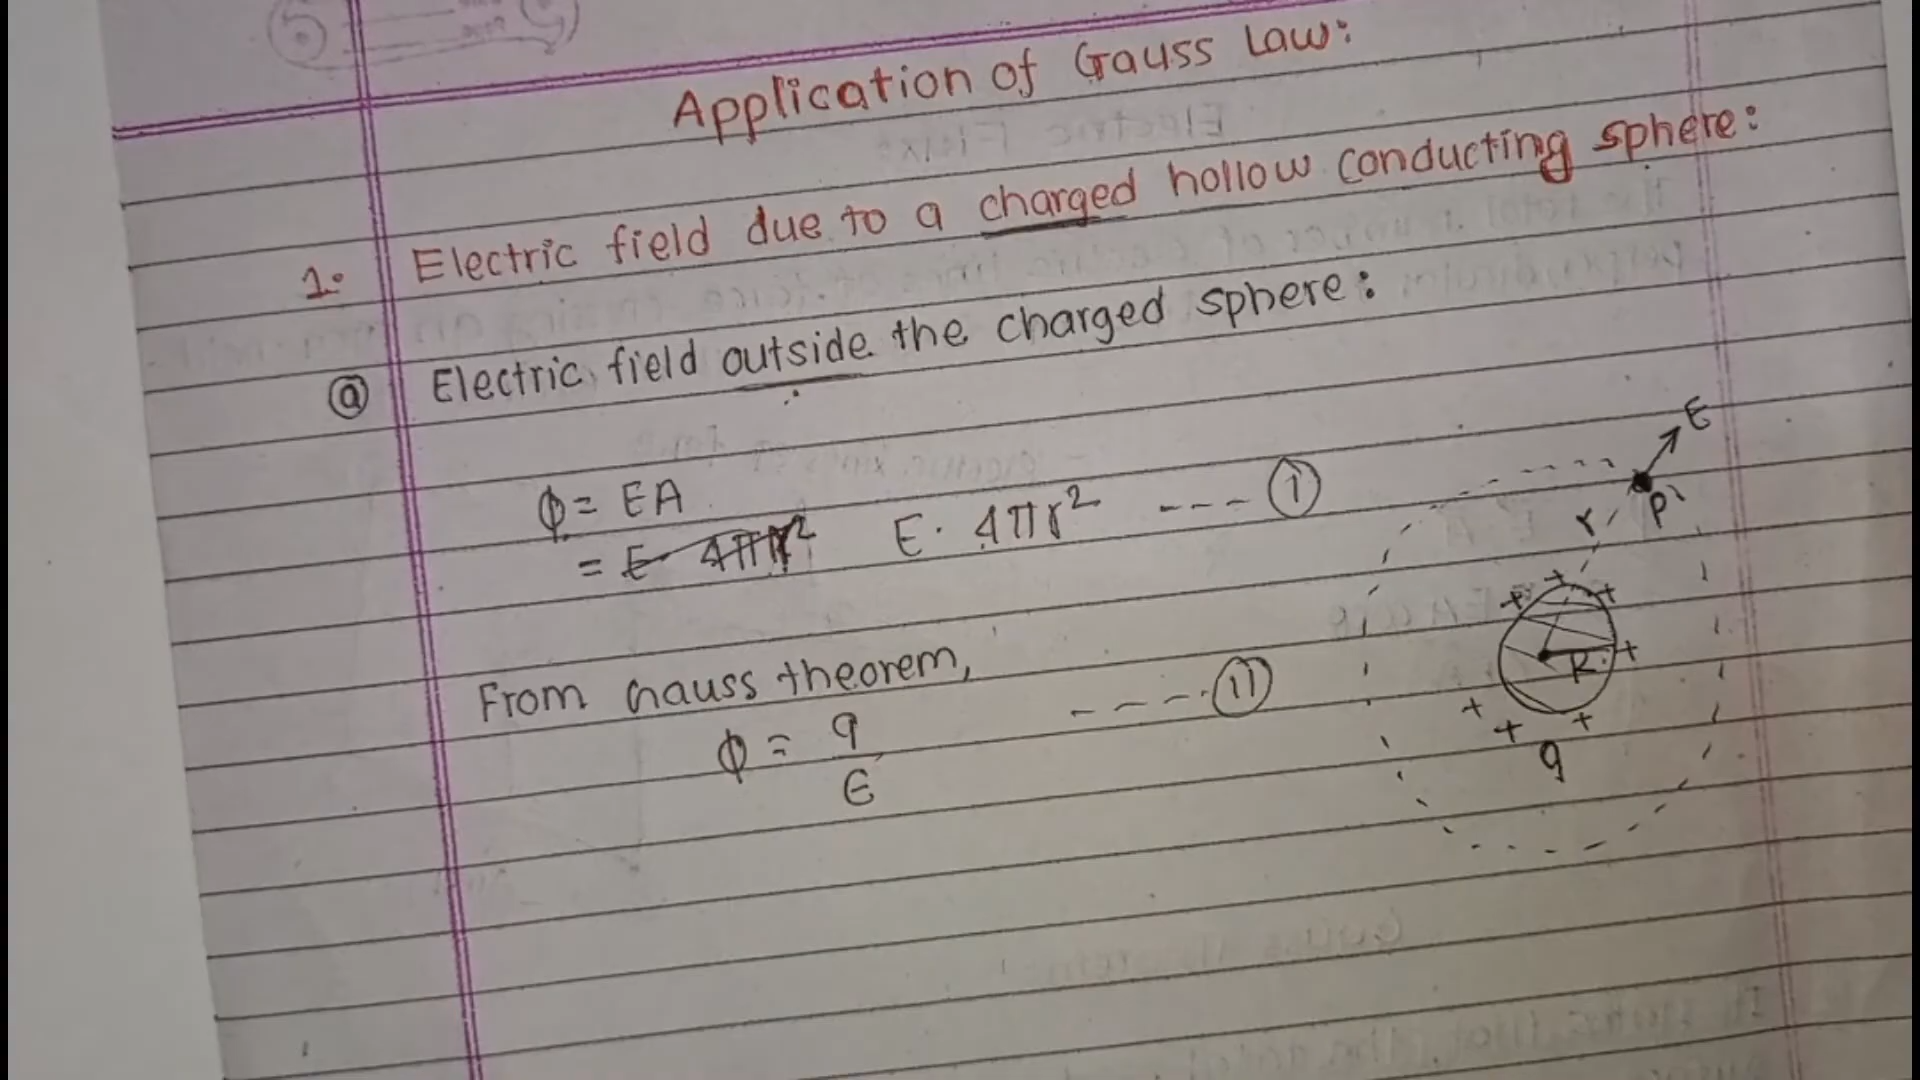 Application of Gauss Law:
1. Electric field due to a charged hollow conducting sphere:
ⓐ Electric field outside the charged sphere:
ϕ = EA
= E 4πr² E · 4πr² --- Ⓘ
From Gauss theorem,
ϕ = q/ϵ ---- ⓘⓘ
E
P
r
R
q